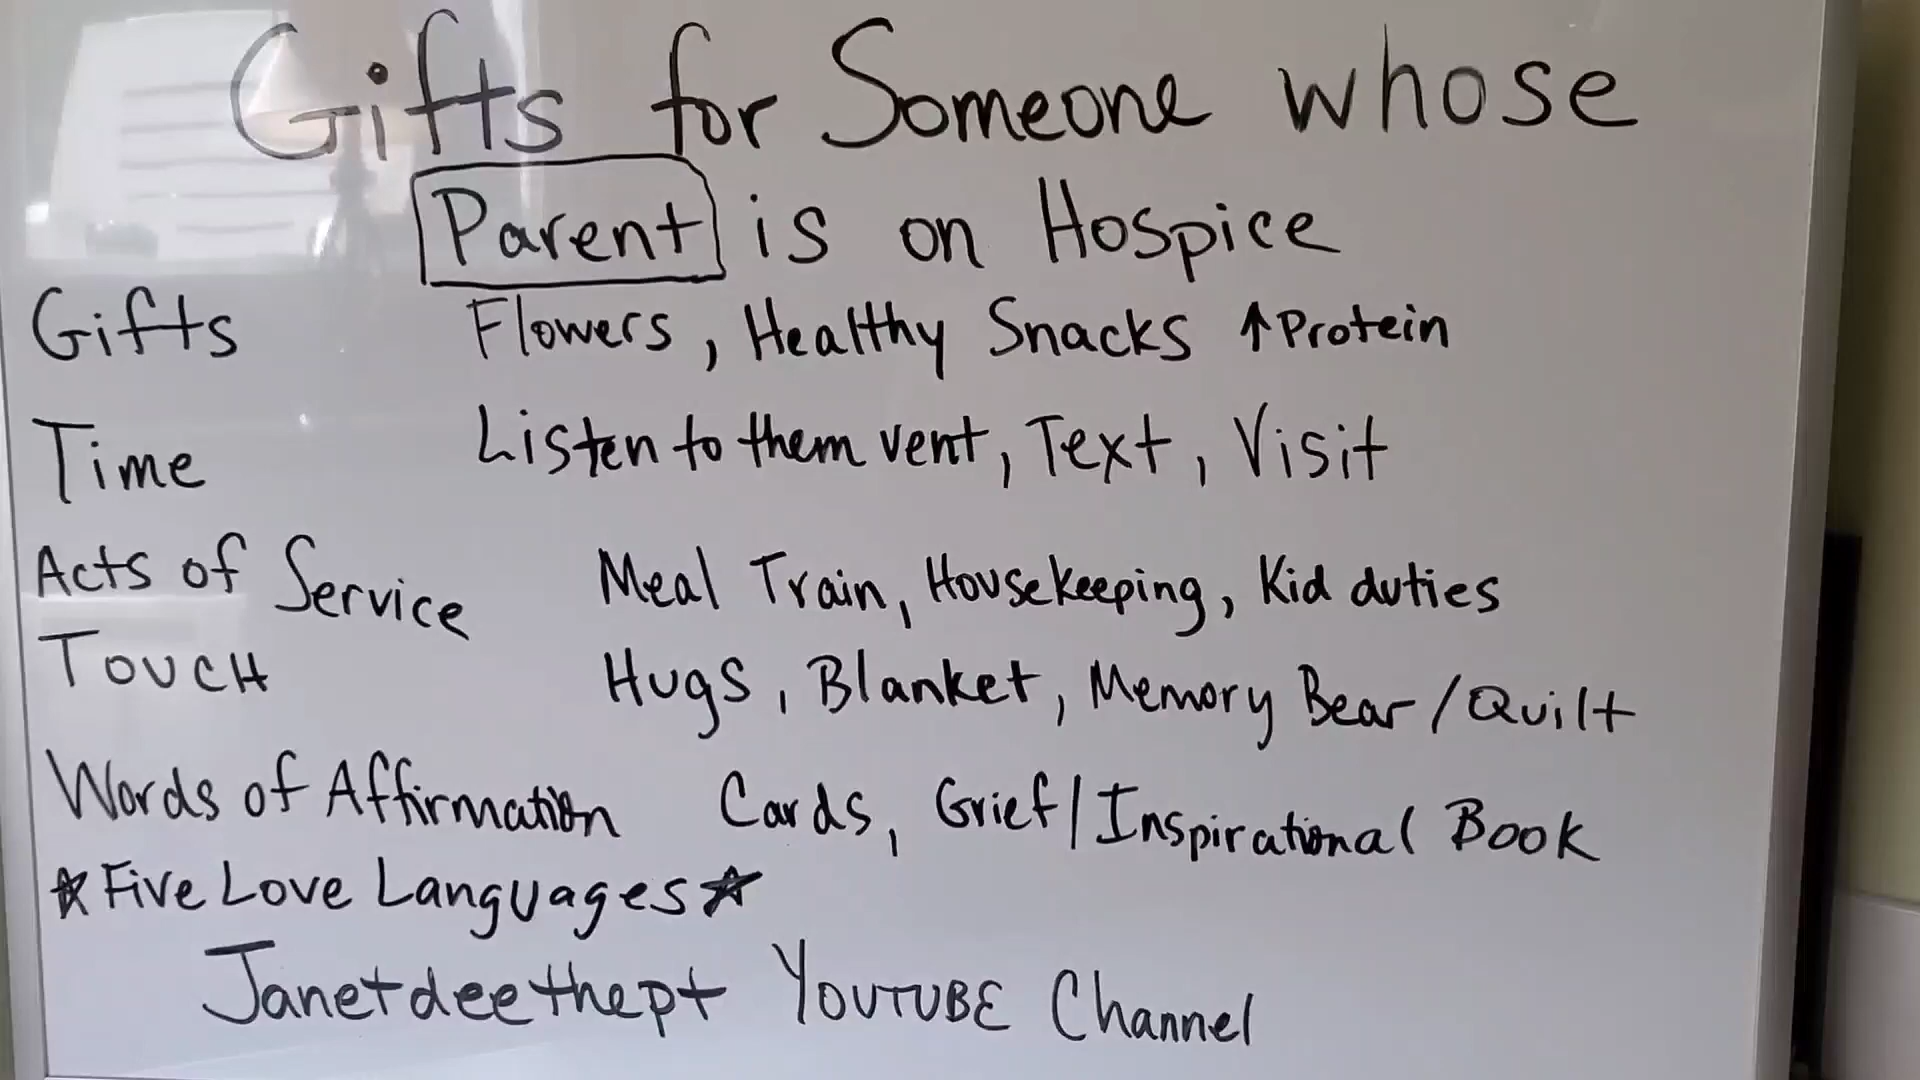 Gifts for Someone whose
Parent is on Hospice
Gifts Flowers, Healthy Snacks ↑Protein
Time Listen to them vent, Text, Visit
Acts of Service Meal Train, Housekeeping, Kid duties
TOUCH Hugs, Blanket, Memory Bear/Quilt
Words of Affirmation Cards, Grief/Inspirational Book
☆Five Love Languages☆
Janetdeethept YOUTUBE Channel